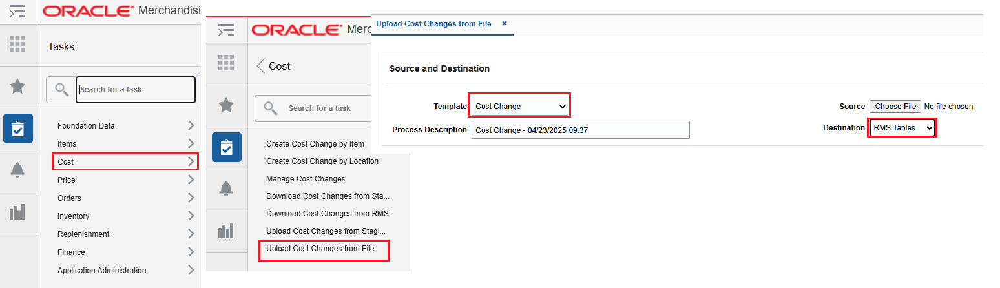 ORACLE® Merchandisi
Tasks
Search for a task
Foundation Data
Items
Cost
Price
Orders
Inventory
Replenishment
Finance
Application Administration
ORACLE® Merc
Cost
Search for a task
Create Cost Change by Item
Create Cost Change by Location
Manage Cost Changes
Download Cost Changes from Sta...
Download Cost Changes from RMS
Upload Cost Changes from Stagi...
Upload Cost Changes from File
Upload Cost Changes from File ×
Source and Destination
Template Cost Change
Source Choose File No file chosen
Process Description Cost Change - 04/23/2025 09:37
Destination RMS Tables